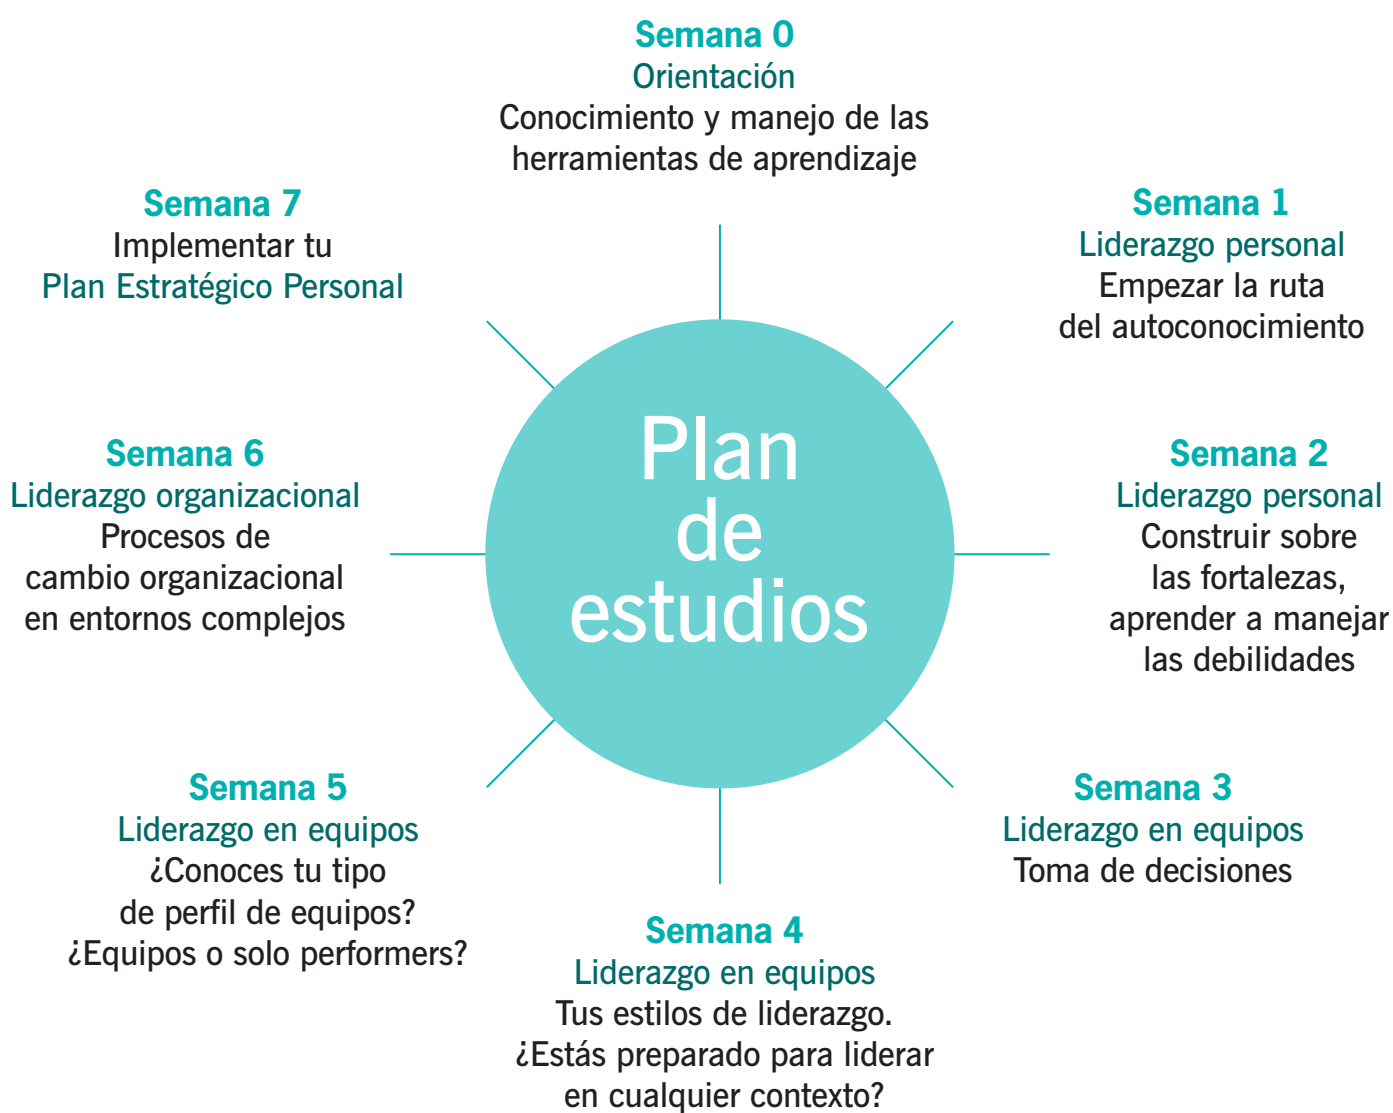 Semana 0
Orientación
Conocimiento y manejo de las
herramientas de aprendizaje
Semana 1
Liderazgo personal
Empezar la ruta
del autoconocimiento
Semana 2
Liderazgo personal
Construir sobre
las fortalezas,
aprender a manejar
las debilidades
Semana 3
Liderazgo en equipos
Toma de decisiones
Semana 4
Liderazgo en equipos
Tus estilos de liderazgo.
¿Estás preparado para liderar
en cualquier contexto?
Semana 5
Liderazgo en equipos
¿Conoces tu tipo
de perfil de equipos?
¿Equipos o solo performers?
Semana 6
Liderazgo organizacional
Procesos de
cambio organizacional
en entornos complejos
Semana 7
Implementar tu
Plan Estratégico Personal
Plan
de
estudios